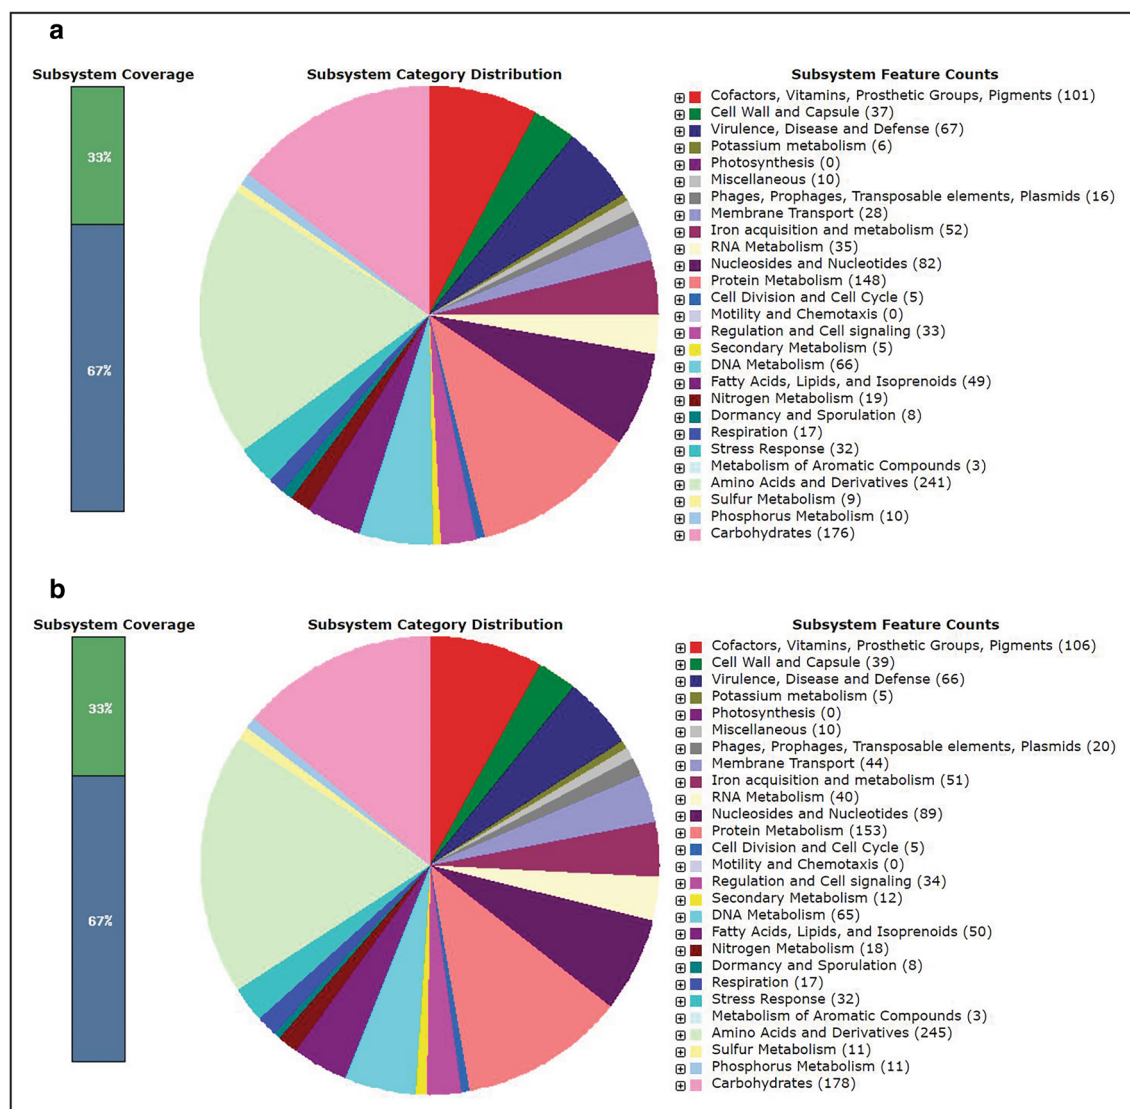 a
Subsystem Coverage
Subsystem Category Distribution
Subsystem Feature Counts
33%
67%
Cofactors, Vitamins, Prosthetic Groups, Pigments (101)
Cell Wall and Capsule (37)
Virulence, Disease and Defense (67)
Potassium metabolism (6)
Photosynthesis (0)
Miscellaneous (10)
Phages, Prophages, Transposable elements, Plasmids (16)
Membrane Transport (28)
Iron acquisition and metabolism (52)
RNA Metabolism (35)
Nucleosides and Nucleotides (82)
Protein Metabolism (148)
Cell Division and Cell Cycle (5)
Motility and Chemotaxis (0)
Regulation and Cell signaling (33)
Secondary Metabolism (5)
DNA Metabolism (66)
Fatty Acids, Lipids, and Isoprenoids (49)
Nitrogen Metabolism (19)
Dormancy and Sporulation (8)
Respiration (17)
Stress Response (32)
Metabolism of Aromatic Compounds (3)
Amino Acids and Derivatives (241)
Sulfur Metabolism (9)
Phosphorus Metabolism (10)
Carbohydrates (176)
b
Subsystem Coverage
Subsystem Category Distribution
Subsystem Feature Counts
33%
67%
Cofactors, Vitamins, Prosthetic Groups, Pigments (106)
Cell Wall and Capsule (39)
Virulence, Disease and Defense (66)
Potassium metabolism (5)
Photosynthesis (0)
Miscellaneous (10)
Phages, Prophages, Transposable elements, Plasmids (20)
Membrane Transport (44)
Iron acquisition and metabolism (51)
RNA Metabolism (40)
Nucleosides and Nucleotides (89)
Protein Metabolism (153)
Cell Division and Cell Cycle (5)
Motility and Chemotaxis (0)
Regulation and Cell signaling (34)
Secondary Metabolism (12)
DNA Metabolism (65)
Fatty Acids, Lipids, and Isoprenoids (50)
Nitrogen Metabolism (18)
Dormancy and Sporulation (8)
Respiration (17)
Stress Response (32)
Metabolism of Aromatic Compounds (3)
Amino Acids and Derivatives (245)
Sulfur Metabolism (11)
Phosphorus Metabolism (11)
Carbohydrates (178)